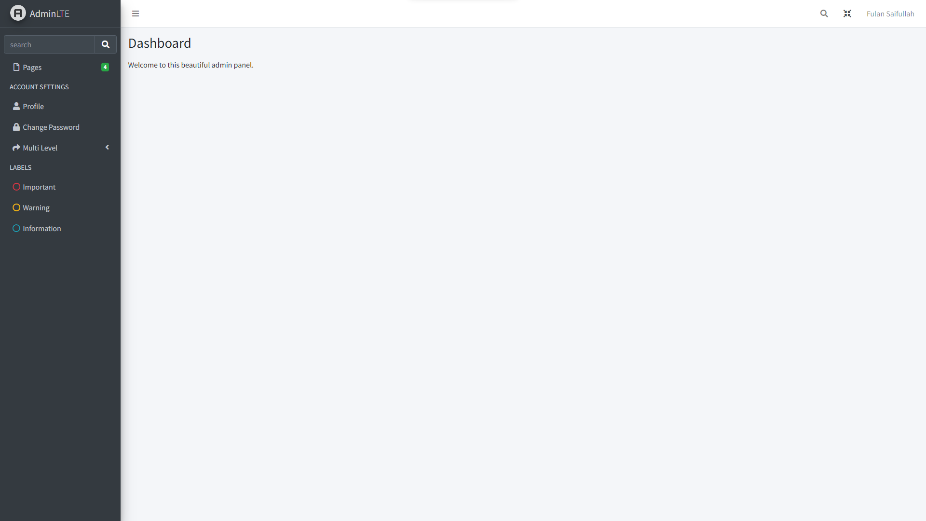 AdminLTE
Fulan Saifullah
search
Dashboard
Welcome to this beautiful admin panel.
Pages
4
ACCOUNT SETTINGS
Profile
Change Password
Multi Level
LABELS
Important
Warning
Information